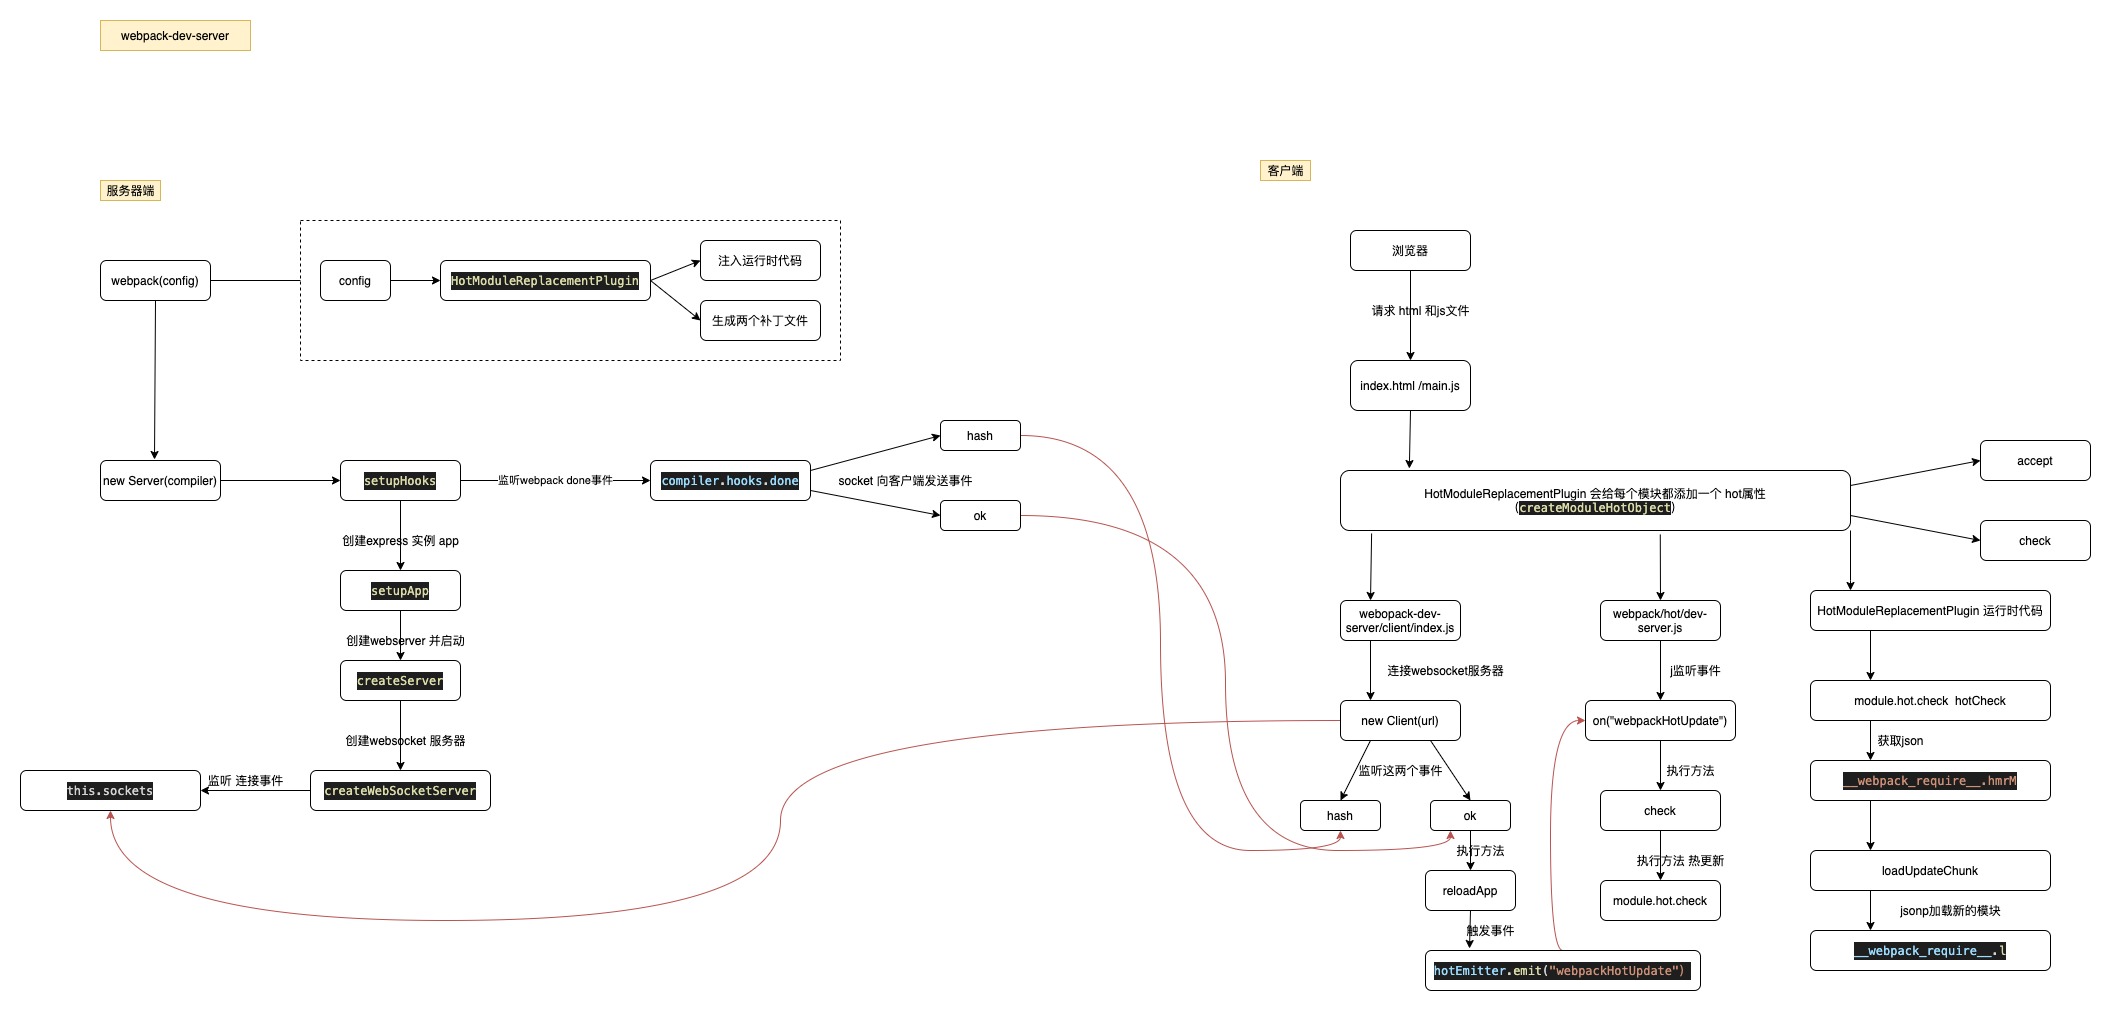 webpack-dev-server
服务器端
webpack(config)
config
HotModuleReplacementPlugin
注入运行时代码
生成两个补丁文件
new Server(compiler)
setupHooks
监听webpack done事件
compiler.hooks.done
hash
socket 向客户端发送事件
ok
创建express 实例 app
setupApp
创建webserver 并启动
createServer
创建websocket 服务器
createWebSocketServer
监听 连接事件
this.sockets
客户端
浏览器
请求 html 和js文件
index.html /main.js
HotModuleReplacementPlugin 会给每个模块都添加一个 hot属性
(createModuleHotObject)
accept
check
webopack-dev-
server/client/index.js
连接websocket服务器
new Client(url)
监听这两个事件
hash
ok
执行方法
reloadApp
触发事件
hotEmitter.emit("webpackHotUpdate")
webpack/hot/dev-
server.js
j监听事件
on("webpackHotUpdate")
执行方法
check
执行方法 热更新
module.hot.check
HotModuleReplacementPlugin 运行时代码
module.hot.check  hotCheck
获取json
__webpack_require__.hmrM
loadUpdateChunk
jsonp加载新的模块
__webpack_require__.l